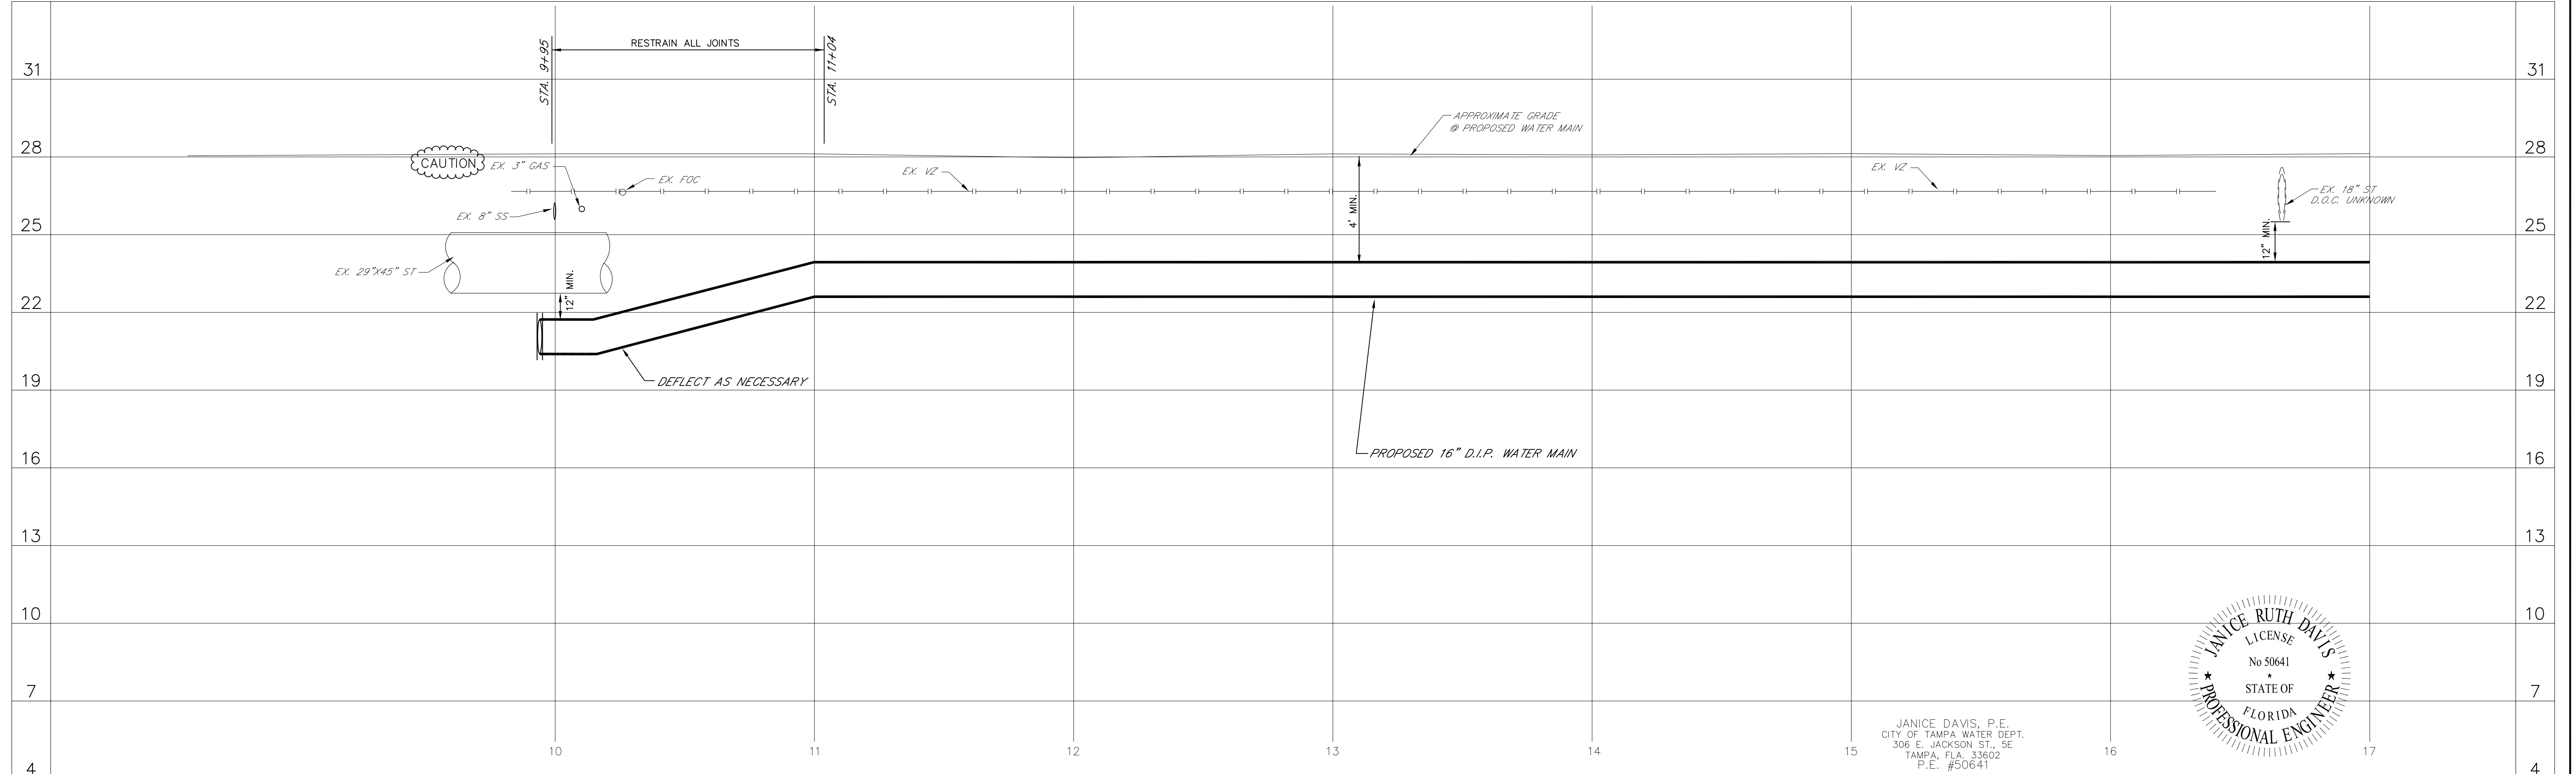 RESTRAIN ALL JOINTS
STA. 9+95
STA. 11+04
31
31
APPROXIMATE GRADE
@ PROPOSED WATER MAIN
28
28
CAUTION
EX. 3" GAS
EX. FOC
EX. VZ
EX. VZ
EX. 18" ST
D.O.C. UNKNOWN
EX. 8" SS
4' MIN.
12" MIN.
25
25
EX. 29"X45" ST
12" MIN.
22
22
DEFLECT AS NECESSARY
19
19
PROPOSED 16" D.I.P. WATER MAIN
16
16
13
13
10
10
JANICE RUTH DAVIS
LICENSE
No 50641
★
STATE OF
FLORIDA
★ PROFESSIONAL ENGINEER ★
7
7
JANICE DAVIS, P.E.
CITY OF TAMPA WATER DEPT.
306 E. JACKSON ST., 5E
TAMPA, FLA. 33602
P.E. #50641
10
11
12
13
14
15
16
17
4
4